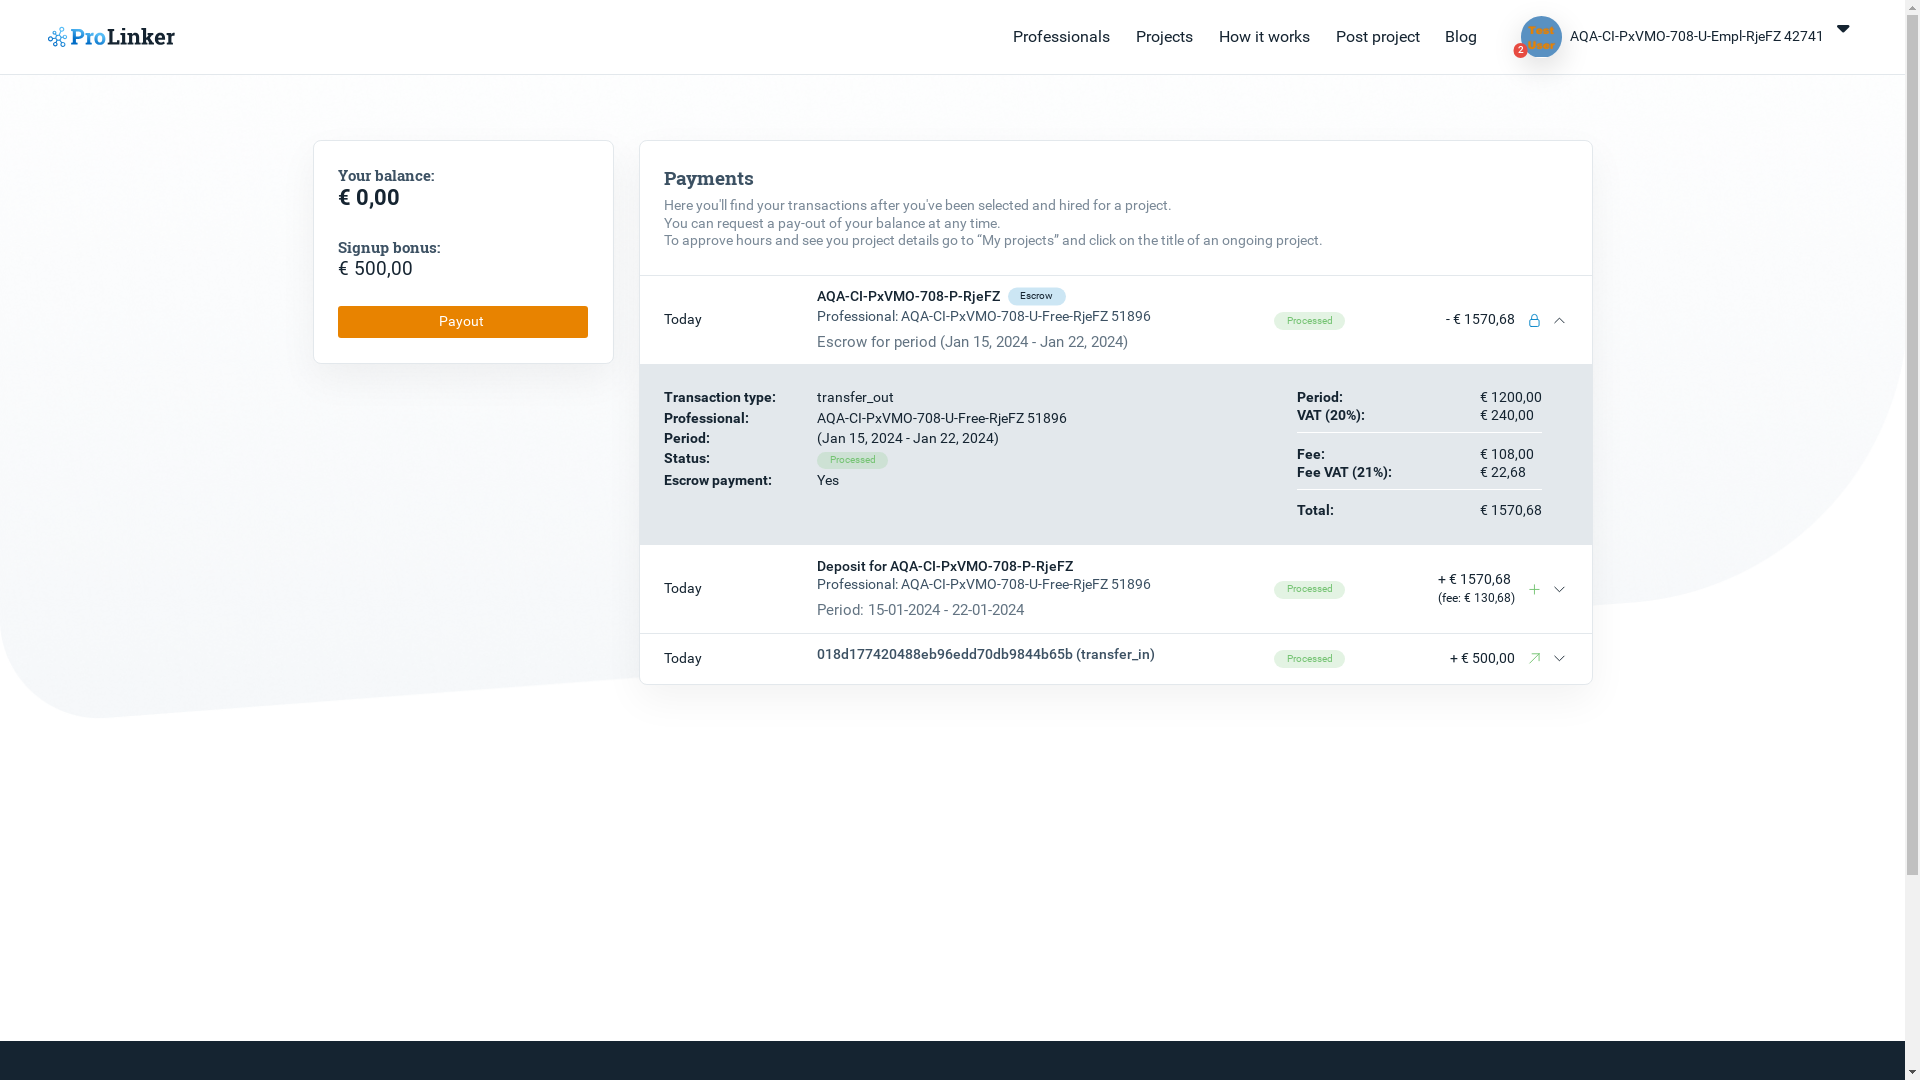 ProLinker
Professionals
Projects
How it works
Post project
Blog
Test
User
2
AQA-CI-PxVMO-708-U-Empl-RjeFZ 42741
Your balance:
€ 0,00
Signup bonus:
€ 500,00
Payout
Payments
Here you'll find your transactions after you've been selected and hired for a project.
You can request a pay-out of your balance at any time.
To approve hours and see you project details go to “My projects” and click on the title of an ongoing project.
Today
AQA-CI-PxVMO-708-P-RjeFZ Escrow
Professional: AQA-CI-PxVMO-708-U-Free-RjeFZ 51896
Escrow for period (Jan 15, 2024 - Jan 22, 2024)
Processed
- € 1570,68
Transaction type: transfer_out
Professional: AQA-CI-PxVMO-708-U-Free-RjeFZ 51896
Period: (Jan 15, 2024 - Jan 22, 2024)
Status: Processed
Escrow payment: Yes
Period: € 1200,00
VAT (20%): € 240,00
Fee: € 108,00
Fee VAT (21%): € 22,68
Total: € 1570,68
Today
Deposit for AQA-CI-PxVMO-708-P-RjeFZ
Professional: AQA-CI-PxVMO-708-U-Free-RjeFZ 51896
Period: 15-01-2024 - 22-01-2024
Processed
+ € 1570,68
(fee: € 130,68)
Today
018d177420488eb96edd70db9844b65b (transfer_in)
Processed
+ € 500,00